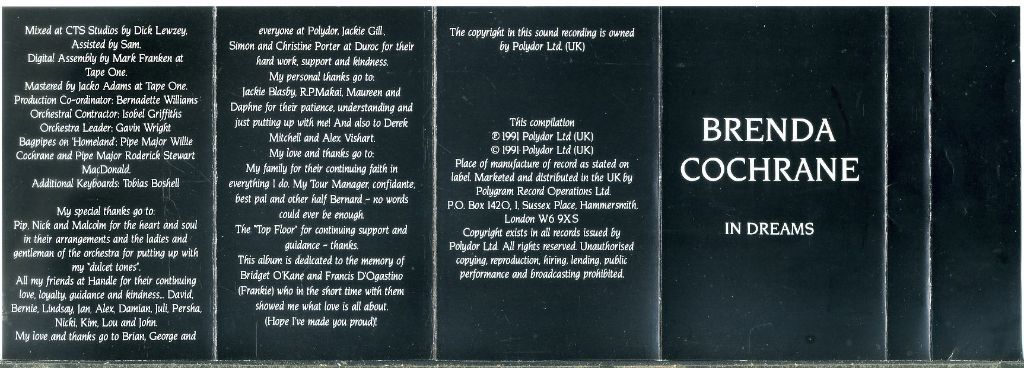 Mixed at CTS Studios by Dick Lewzey.
Assisted by Sam.
Digital Assembly by Mark Franken at
Tape One.
Mastered by Jacko Adams at Tape One.
Production Co-ordinator: Bernadette Williams
Orchestral Contractor: Isobel Griffiths
Orchestra Leader: Gavin Wright
Bagpipes on 'Homeland': Pipe Major Willie
Cochrane and Pipe Major Roderick Stewart
MacDonald.
Additional Keyboards: Tobias Boshell
My special thanks go to:
Pip, Nick and Malcolm for the heart and soul
in their arrangements and the ladies and
gentleman of the orchestra for putting up with
my "dulcet tones".
All my friends at Handle for their continuing
love, loyalty, guidance and kindness... David,
Bernie, Lindsay, Jan, Alex, Damian, Juli, Persha,
Nicki, Kim, Lou and John.
My love and thanks go to Brian, George and
everyone at Polydor, Jackie Gill,
Simon and Christine Porter at Duroc for their
hard work, support and kindness.
My personal thanks go to:
Jackie Blasby, R.P.Makai, Maureen and
Daphne for their patience, understanding and
just putting up with me! And also to Derek
Mitchell and Alex Vishart.
My love and thanks go to:
My family for their continuing faith in
everything I do. My Tour Manager, confidante,
best pal and other half Bernard - no words
could ever be enough.
The "Top Floor" for continuing support and
guidance - thanks.
This album is dedicated to the memory of
Bridget O'Kane and Francis D'Ogostino
(Frankie) who in the short time with them
showed me what love is all about.
(Hope I've made you proud)!
The copyright in this sound recording is owned
by Polydor Ltd. (UK)
This compilation
℗ 1991 Polydor Ltd (UK)
© 1991 Polydor Ltd (UK)
Place of manufacture of record as stated on
label. Marketed and distributed in the UK by
Polygram Record Operations Ltd.
P.O. Box 1420, 1, Sussex Place, Hammersmith,
London W6 9XS
Copyright exists in all records issued by
Polydor Ltd. All rights reserved. Unauthorised
copying, reproduction, hiring, lending, public
performance and broadcasting prohibited.
BRENDA
COCHRANE
IN DREAMS